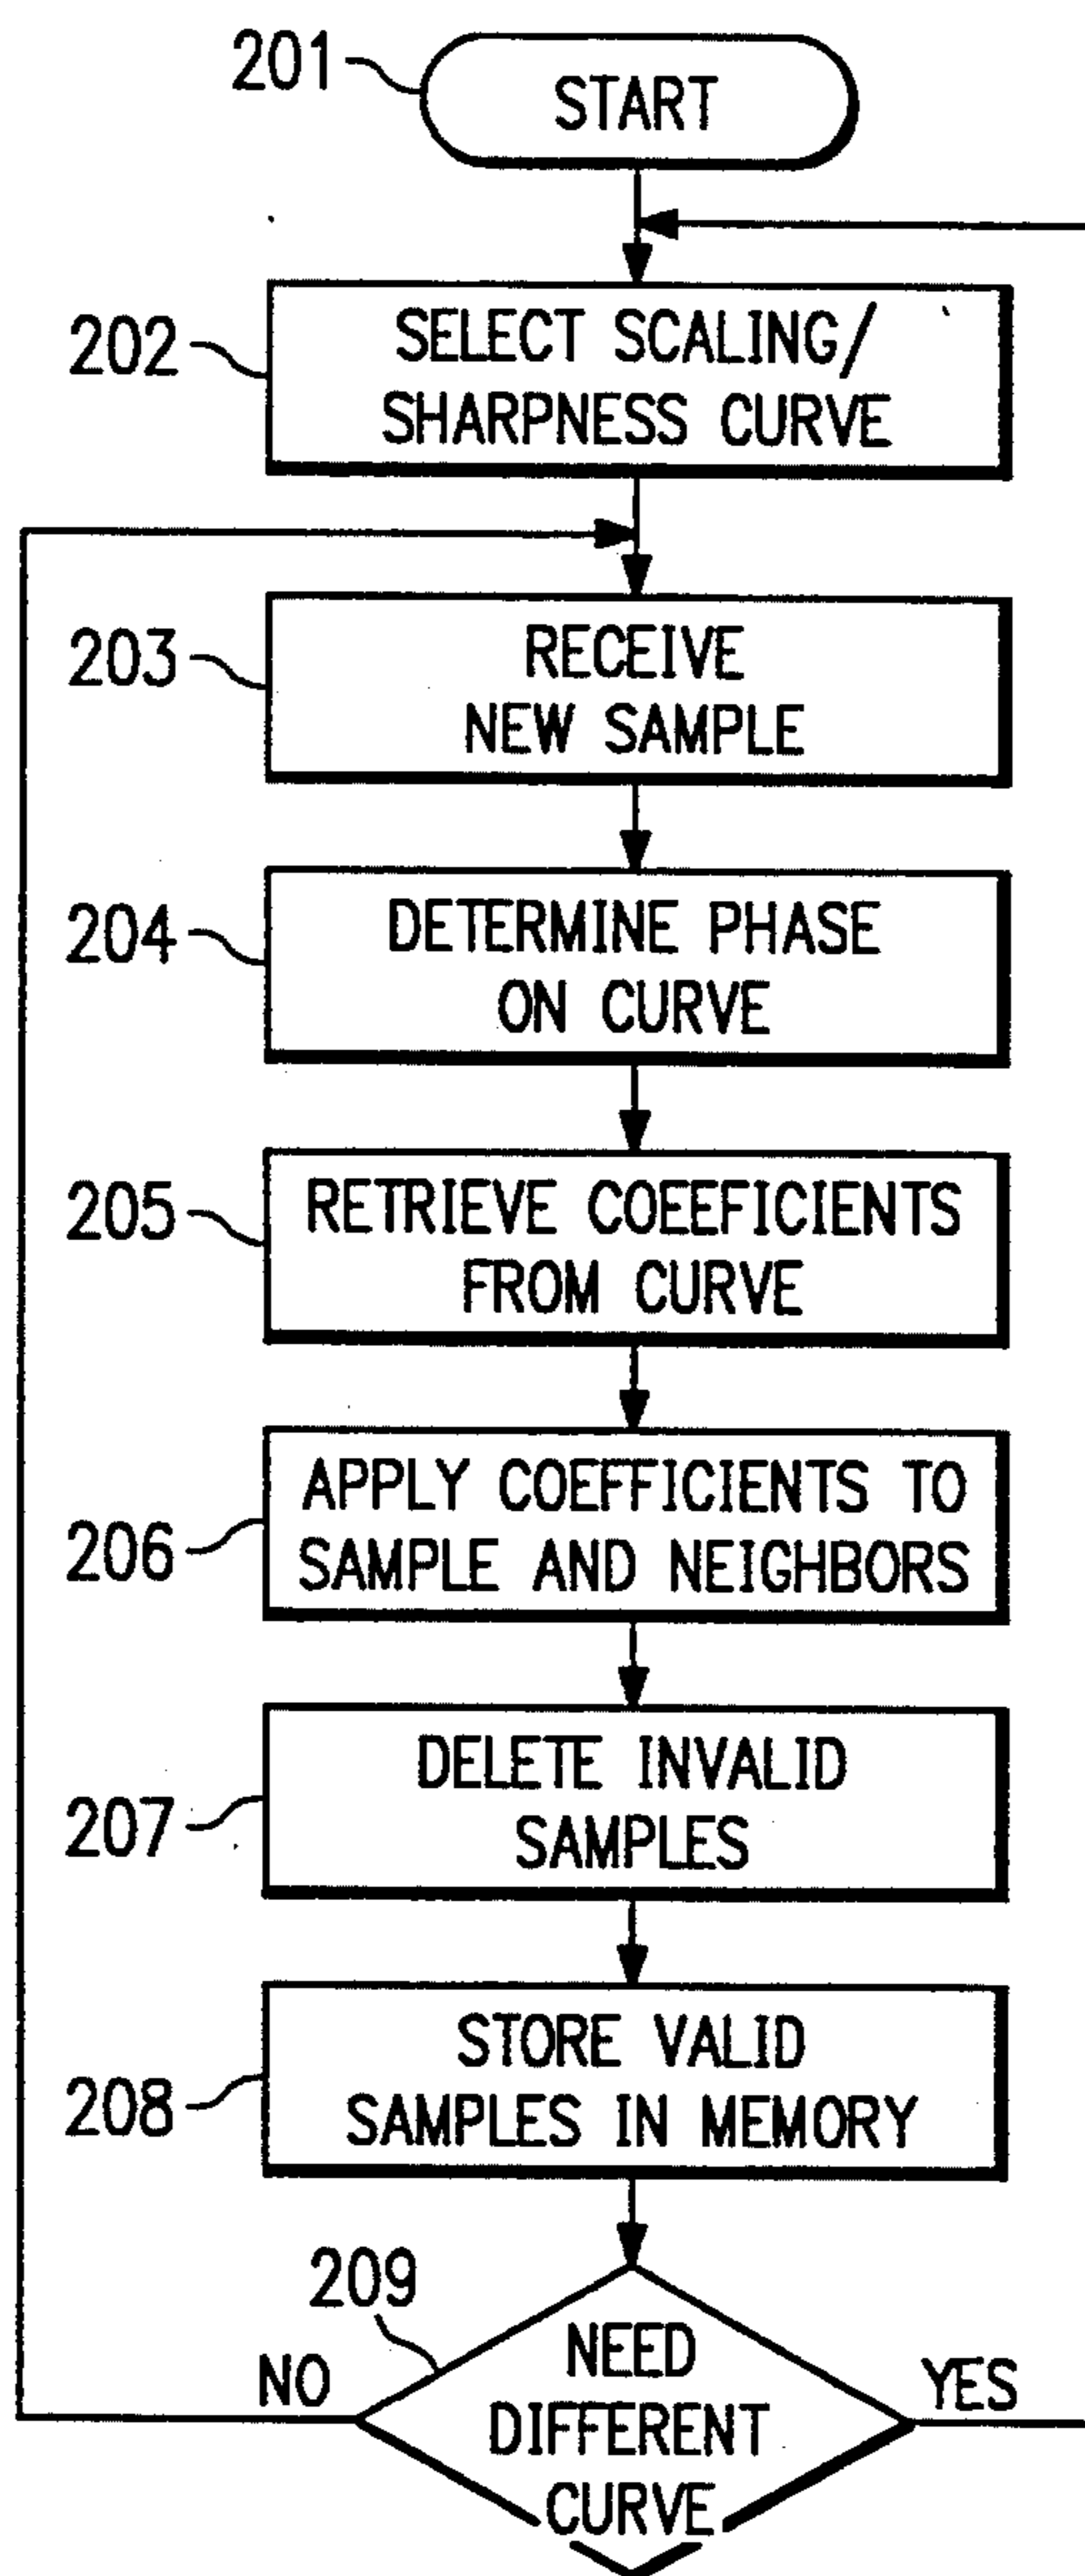 201
START
202
SELECT SCALING/
SHARPNESS CURVE
203
RECEIVE
NEW SAMPLE
204
DETERMINE PHASE
ON CURVE
205
RETRIEVE COEEFICIENTS
FROM CURVE
206
APPLY COEFFICIENTS TO
SAMPLE AND NEIGHBORS
207
DELETE INVALID
SAMPLES
208
STORE VALID
SAMPLES IN MEMORY
209
NO
NEED
DIFFERENT
CURVE
YES